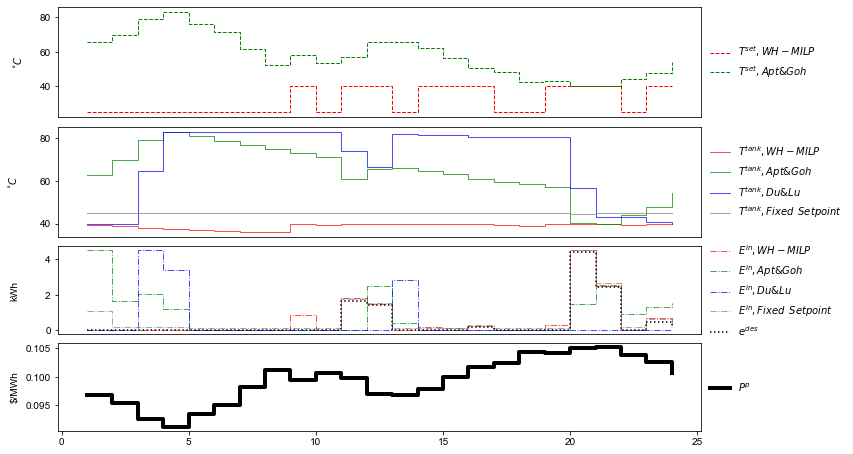 80
60
40
°C
T^set, WH − MILP
T^set, Apt&Goh
80
60
40
°C
T^tank, WH − MILP
T^tank, Apt&Goh
T^tank, Du&Lu
T^tank, Fixed Setpoint
4
2
0
kWh
E^in, WH − MILP
E^in, Apt&Goh
E^in, Du&Lu
E^in, Fixed Setpoint
e^des
0.105
0.100
0.095
$/MWh
P^p
0 5 10 15 20 25